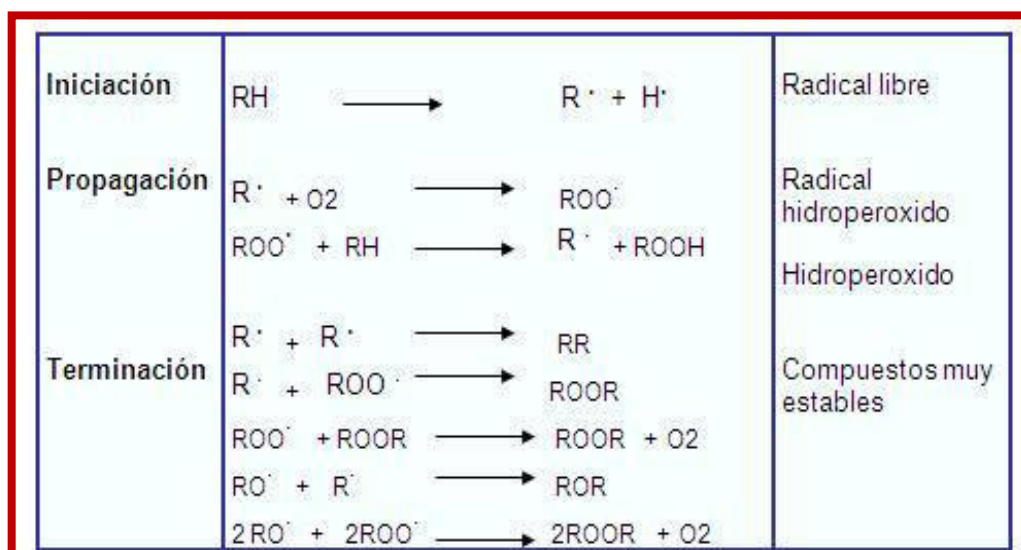 Iniciación RH → R· + H· Radical libre
Propagación R· + O2 → ROO· Radical hidroperoxido
ROO· + RH → R· + ROOH Hidroperoxido
R· + R· → RR
Terminación R· + ROO· → ROOR Compuestos muy estables
ROO· + ROOR → ROOR + O2
RO· + R· → ROR
2RO· + 2ROO· → 2ROOR + O2